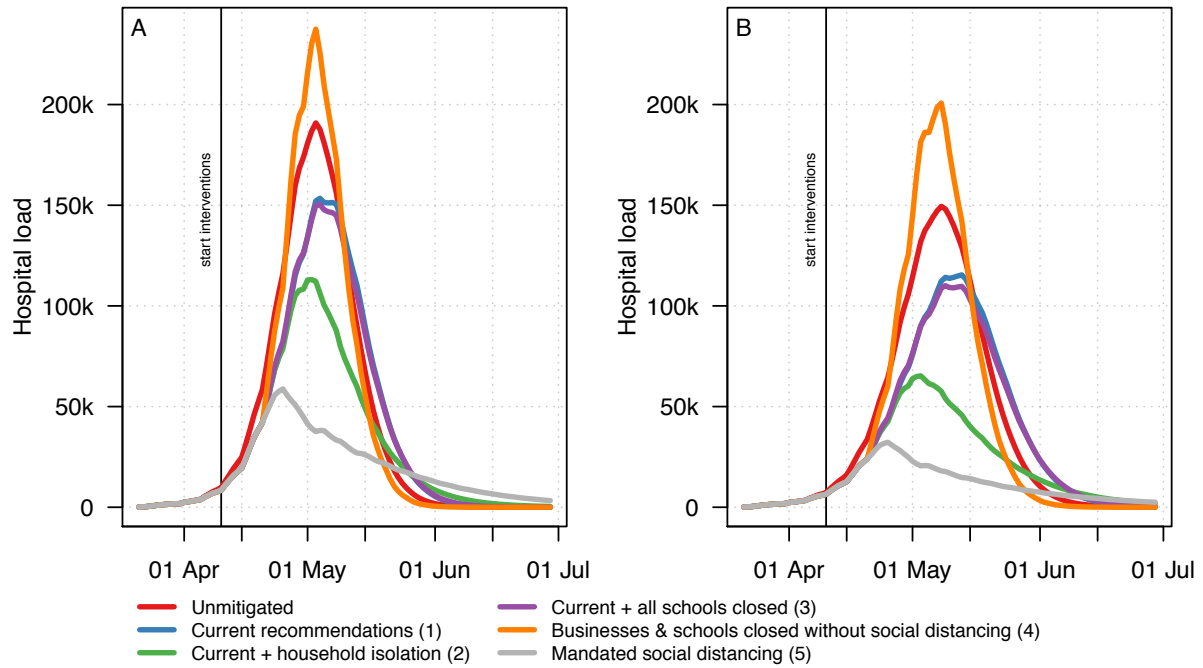 A
200k
150k
100k
50k
0
Hospital load
start interventions
01 Apr
01 May
01 Jun
01 Jul
B
200k
150k
100k
50k
0
Hospital load
start interventions
01 Apr
01 May
01 Jun
01 Jul
Unmitigated
Current recommendations (1)
Current + household isolation (2)
Current + all schools closed (3)
Businesses & schools closed without social distancing (4)
Mandated social distancing (5)